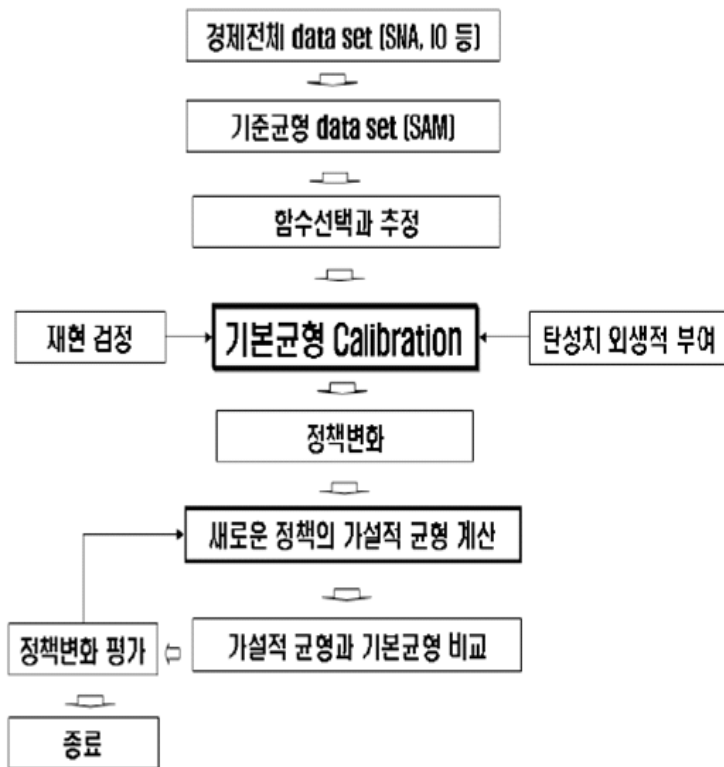 경제전체 data set (SNA, IO 등)
기준균형 data set (SAM)
함수선택과 추정
재현 검정
기본균형 Calibration
탄성치 외생적 부여
정책변화
새로운 정책의 가설적 균형 계산
정책변화 평가
가설적 균형과 기본균형 비교
종료